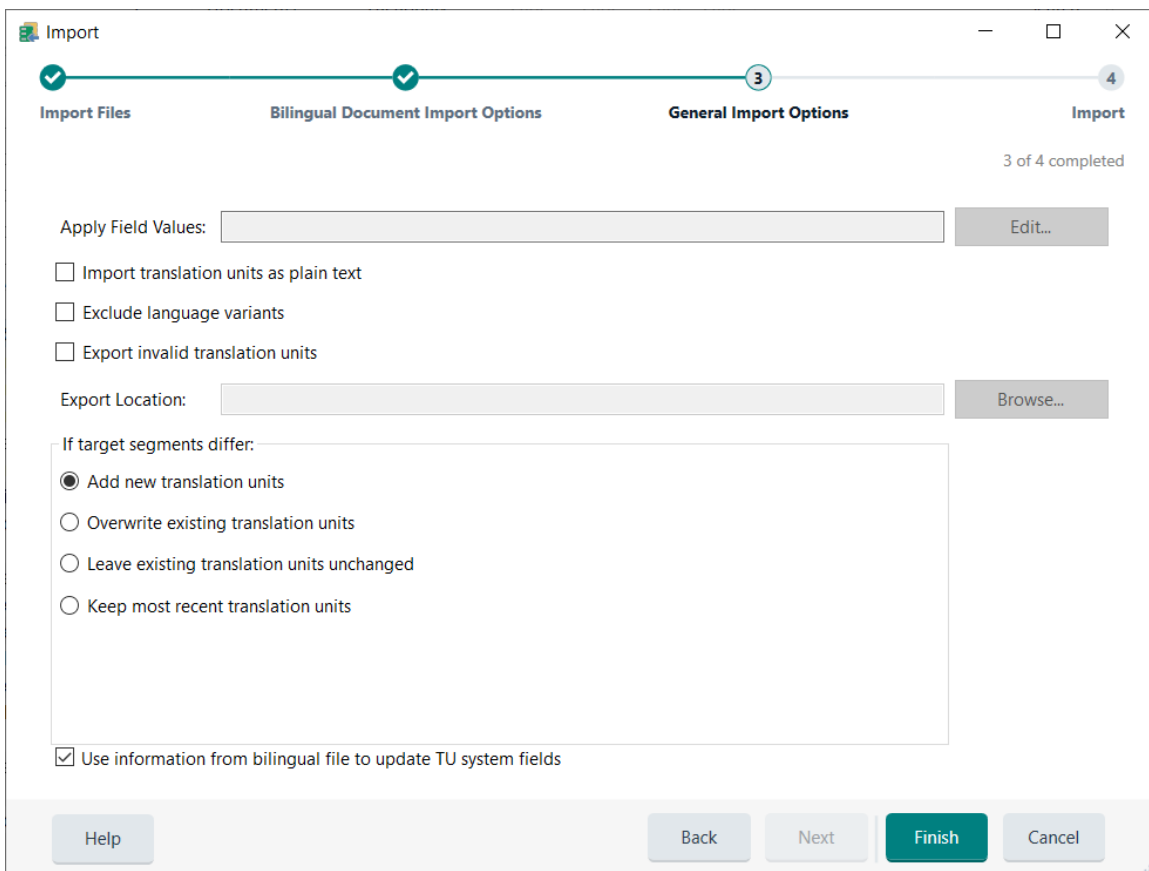 Import
3
4
Import Files
Bilingual Document Import Options
General Import Options
Import
3 of 4 completed
Apply Field Values:
Edit...
Import translation units as plain text
Exclude language variants
Export invalid translation units
Export Location:
Browse...
If target segments differ:
Add new translation units
Overwrite existing translation units
Leave existing translation units unchanged
Keep most recent translation units
Use information from bilingual file to update TU system fields
Help
Back
Next
Finish
Cancel